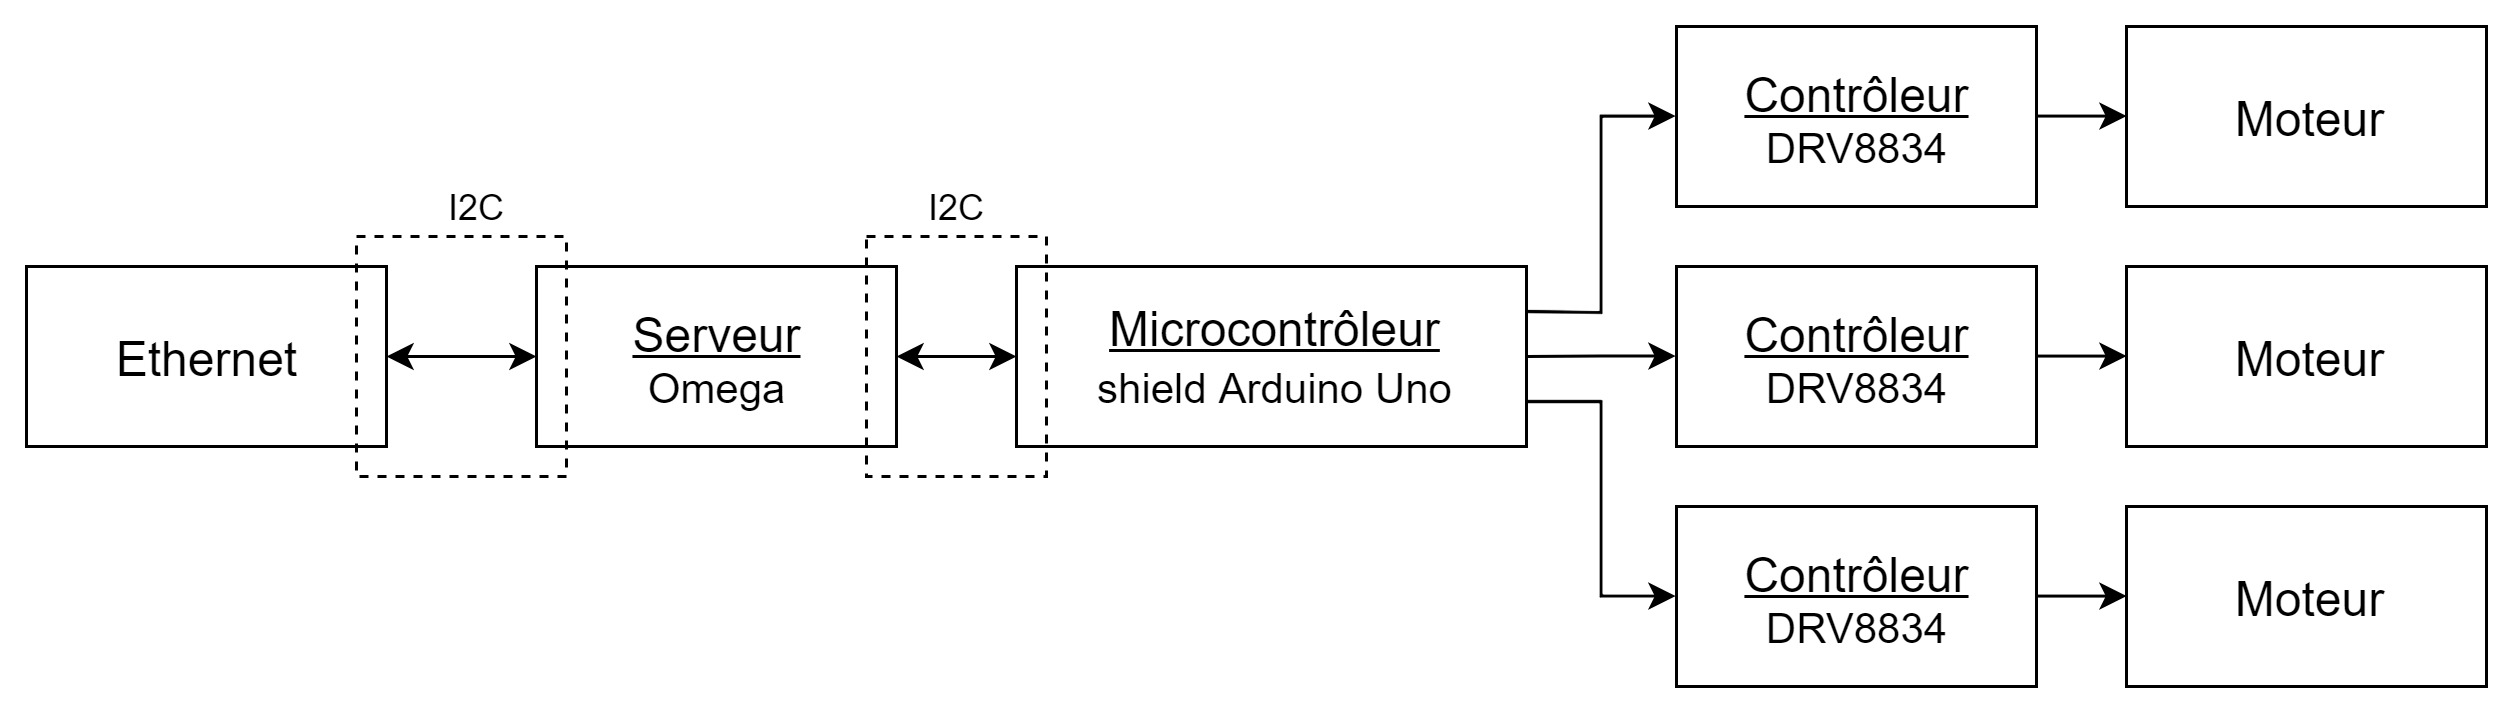 I2C
I2C
Ethernet
Serveur
Omega
Microcontrôleur
shield Arduino Uno
Contrôleur
DRV8834
Moteur
Contrôleur
DRV8834
Moteur
Contrôleur
DRV8834
Moteur